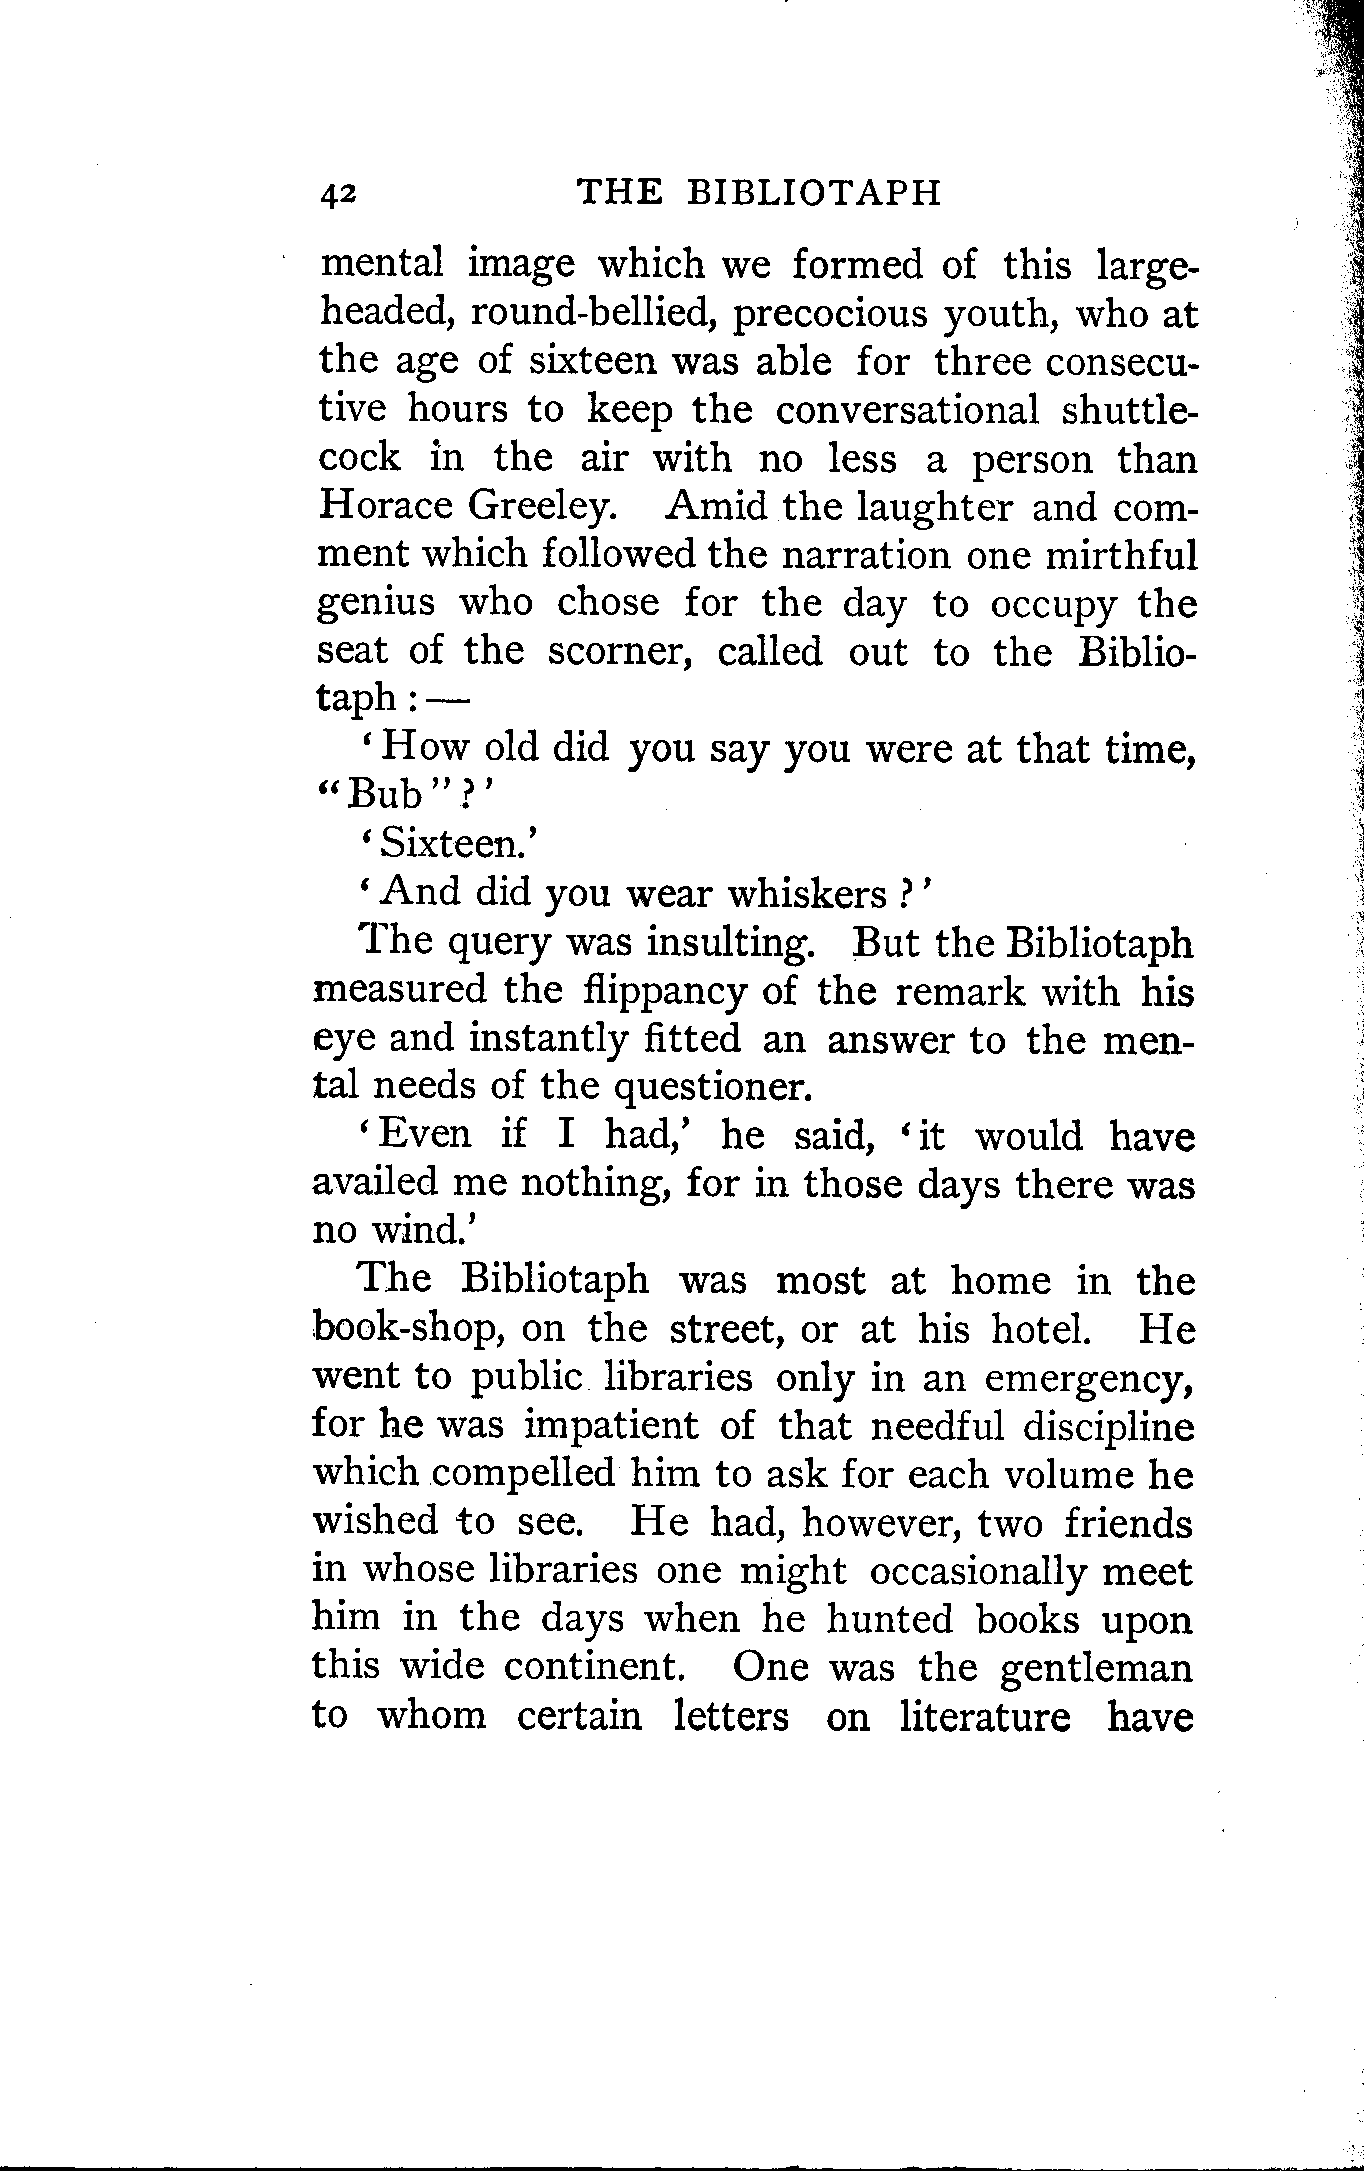 42 THE BIBLIOTAPH
mental image which we formed of this large-
headed, round-bellied, precocious youth, who at
the age of sixteen was able for three consecu-
tive hours to keep the conversational shuttle-
cock in the air with no less a person than
Horace Greeley. Amid the laughter and com-
ment which followed the narration one mirthful
genius who chose for the day to occupy the
seat of the scorner, called out to the Biblio-
taph : —
‘ How old did you say you were at that time,
“ Bub ” ? ’
‘ Sixteen.’
‘ And did you wear whiskers ? ’
The query was insulting. But the Bibliotaph
measured the flippancy of the remark with his
eye and instantly fitted an answer to the men-
tal needs of the questioner.
‘ Even if I had,’ he said, ‘ it would have
availed me nothing, for in those days there was
no wind.’
The Bibliotaph was most at home in the
book-shop, on the street, or at his hotel. He
went to public libraries only in an emergency,
for he was impatient of that needful discipline
which compelled him to ask for each volume he
wished to see. He had, however, two friends
in whose libraries one might occasionally meet
him in the days when he hunted books upon
this wide continent. One was the gentleman
to whom certain letters on literature have